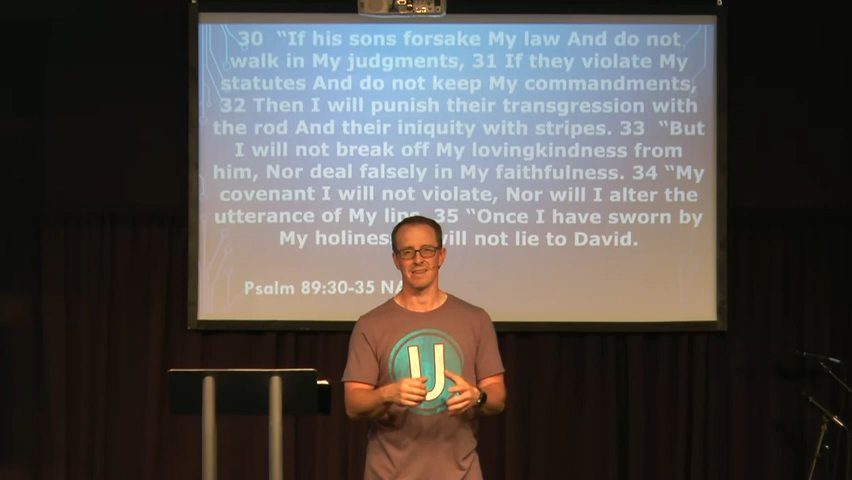 30 “If his sons forsake My law And do not
walk in My judgments, 31 If they violate My
statutes And do not keep My commandments,
32 Then I will punish their transgression with
the rod And their iniquity with stripes. 33 “But
I will not break off My lovingkindness from
him, Nor deal falsely in My faithfulness. 34 “My
covenant I will not violate, Nor will I alter the
utterance of My lips. 35 “Once I have sworn by
My holiness will not lie to David.
Psalm 89:30-35 NA
U